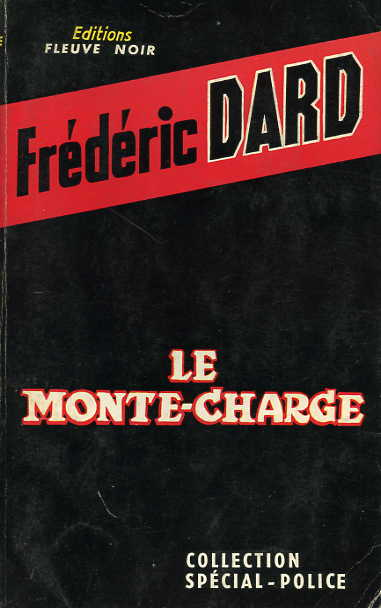 Editions
FLEUVE NOIR
Frédéric DARD
LE
MONTE-CHARGE
COLLECTION
SPÉCIAL-POLICE